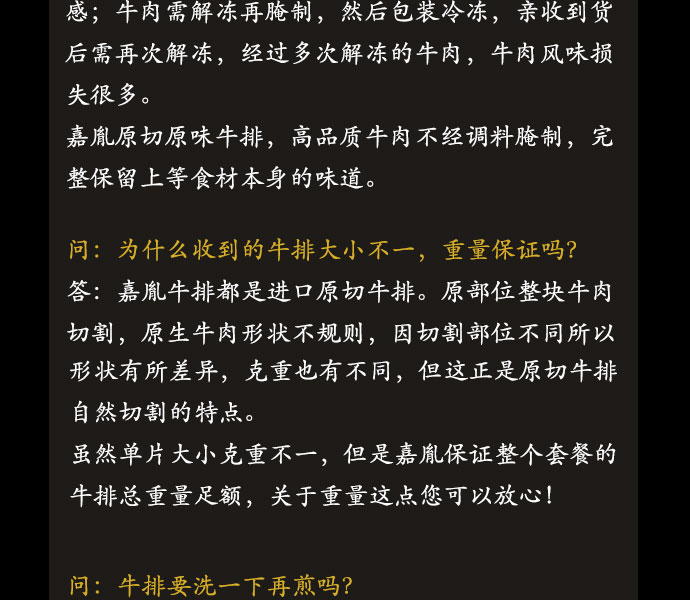 感；牛肉需解冻再腌制，然后包装冷冻，亲收到货
后需再次解冻，经过多次解冻的牛肉，牛肉风味损
失很多。
嘉胤原切原味牛排，高品质牛肉不经调料腌制，完
整保留上等食材本身的味道。
问：为什么收到的牛排大小不一，重量保证吗？
答：嘉胤牛排都是进口原切牛排。原部位整块牛肉
切割，原生牛肉形状不规则，因切割部位不同所以
形状有所差异，克重也有不同，但这正是原切牛排
自然切割的特点。
虽然单片大小克重不一，但是嘉胤保证整个套餐的
牛排总重量足额，关于重量这点您可以放心！
问：牛排要洗一下再煎吗？